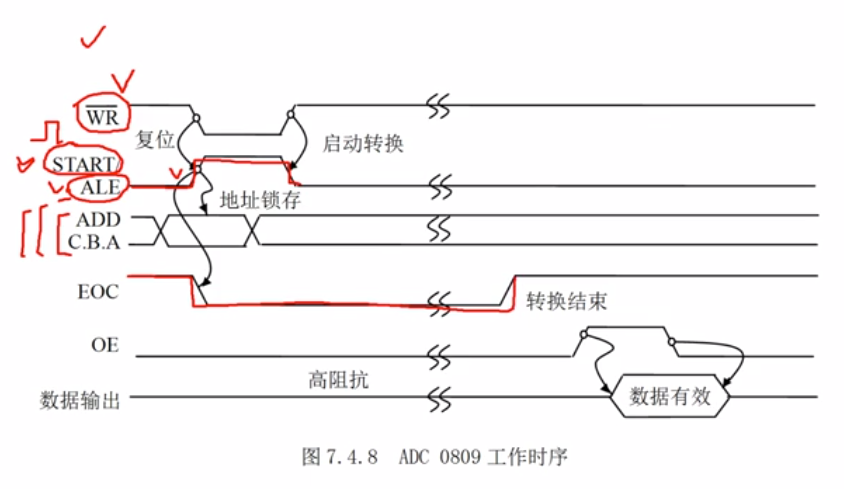 WR
复位
启动转换
START/
ALE
地址锁存
ADD
C.B.A
EOC
转换结束
OE
高阻抗
数据输出
数据有效
图 7.4.8 ADC 0809 工作时序